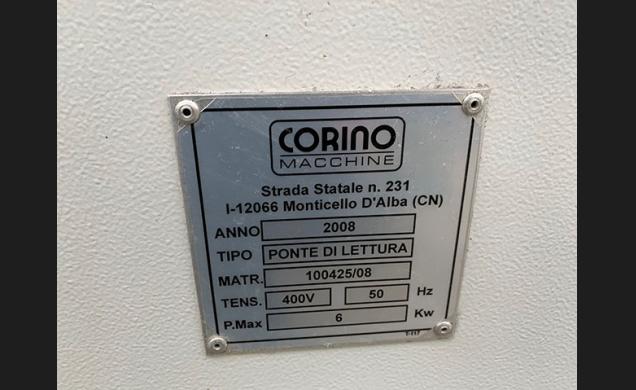 CORINO
MACCHINE
Strada Statale n. 231
I-12066 Monticello D'Alba (CN)
ANNO 2008
TIPO PONTE DI LETTURA
MATR. 100425/08
TENS. 400V 50 Hz
P.Max 6 Kw